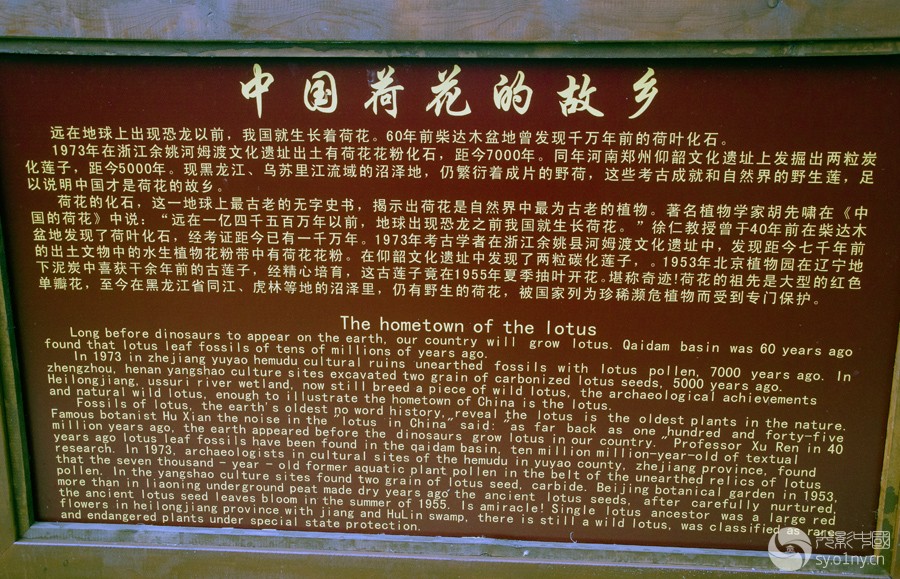 中国荷花的故乡
远在地球上出现恐龙以前，我国就生长着荷花。60年前柴达木盆地曾发现千万年前的荷叶化石。
1973年在浙江余姚河姆渡文化遗址出土有荷花花粉化石，距今7000年。同年河南郑州仰韶文化遗址上发掘出两粒炭
化莲子，距今5000年。现黑龙江、乌苏里江流域的沼泽地，仍繁衍着成片的野荷，这些考古成就和自然界的野生莲，足
以说明中国才是荷花的故乡。
荷花的化石，这一地球上最古老的无字史书，揭示出荷花是自然界中最为古老的植物。著名植物学家胡先啸在《中
国的荷花》中说：“远在一亿四千五百万年以前，地球出现恐龙之前我国就生长荷花。”徐仁教授曾于40年前在柴达木
盆地发现了荷叶化石，经考证距今已有一千万年。1973年考古学者在浙江余姚县河姆渡文化遗址中，发现距今七千年前
的出土文物中的水生植物花粉带中有荷花花粉。在仰韶文化遗址中发现了两粒碳化莲子，。1953年北京植物园在辽宁地
下泥炭中喜获千余年前的古莲子，经精心培育，这古莲子竟在1955年夏季抽叶开花。堪称奇迹!荷花的祖先是大型的红色
单瓣花，至今在黑龙江省同江、虎林等地的沼泽里，仍有野生的荷花，被国家列为珍稀濒危植物而受到专门保护。
The hometown of the lotus
Long before dinosaurs to appear on the earth, our country will grow lotus. Qaidam basin was 60 years ago
found that lotus leaf fossils of tens of millions of years ago.
In 1973 in zhejiang yuyao hemudu cultural ruins unearthed fossils with lotus pollen, 7000 years ago. In
zhengzhou, henan yangshao culture sites excavated two grain of carbonized lotus seeds, 5000 years ago.
Heilongjiang, ussuri river wetland, now still breed a piece of wild lotus, the archaeological achievements
and natural wild lotus, enough to illustrate the hometown of China is the lotus.
Fossils of lotus, the earth's oldest no word history, reveal the lotus is the oldest plants in the nature.
Famous botanist Hu Xian the noise in the "lotus in China" said: "as far back as one hundred and forty-five
million years ago, the earth appeared before the dinosaurs grow lotus in our country. "Professor Xu Ren in 40
years ago lotus leaf fossils have been found in the qaidam basin, ten million million-year-old of textual
research. In 1973, archaeologists in cultural site of the hemudu in yuyao county, zhejiang province, found
that the seven thousand - year - old former aquatic plant pollen in the belt of the unearthed relics of lotus
pollen. In the yangshao culture sites found two grain of lotus seed, carbide. Beijing botanical garden in 1953,
more than in liaoning underground peat made dry years ago the ancient lotus seeds, after carefully nurtured,
the ancient lotus seed leaves bloom in the summer of 1955. Is amiracle! Single lotus ancestor was a large red
flowers in heilongjiang province with jiang and HuLin swamp, there is still a wild lotus, was classified as rare
and endangered plants under special state protection.
sy.o1ny.cn